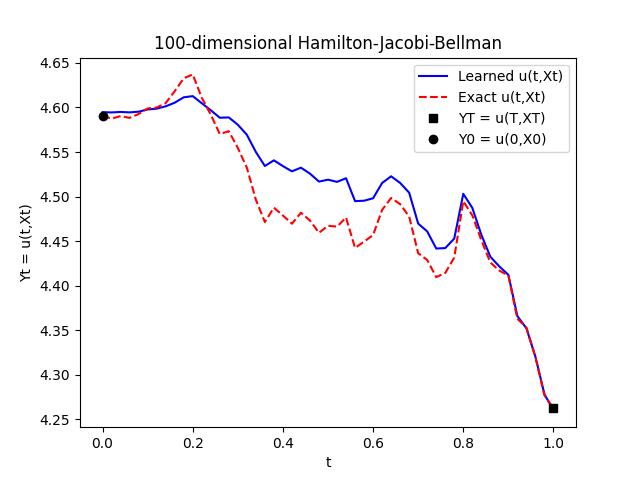 100-dimensional Hamilton-Jacobi-Bellman
Learned u(t,Xt)
Exact u(t,Xt)
YT = u(T,XT)
Y0 = u(0,X0)
Yt = u(t,Xt)
4.65
4.60
4.55
4.50
4.45
4.40
4.35
4.30
4.25
0.0 0.2 0.4 0.6 0.8 1.0
t